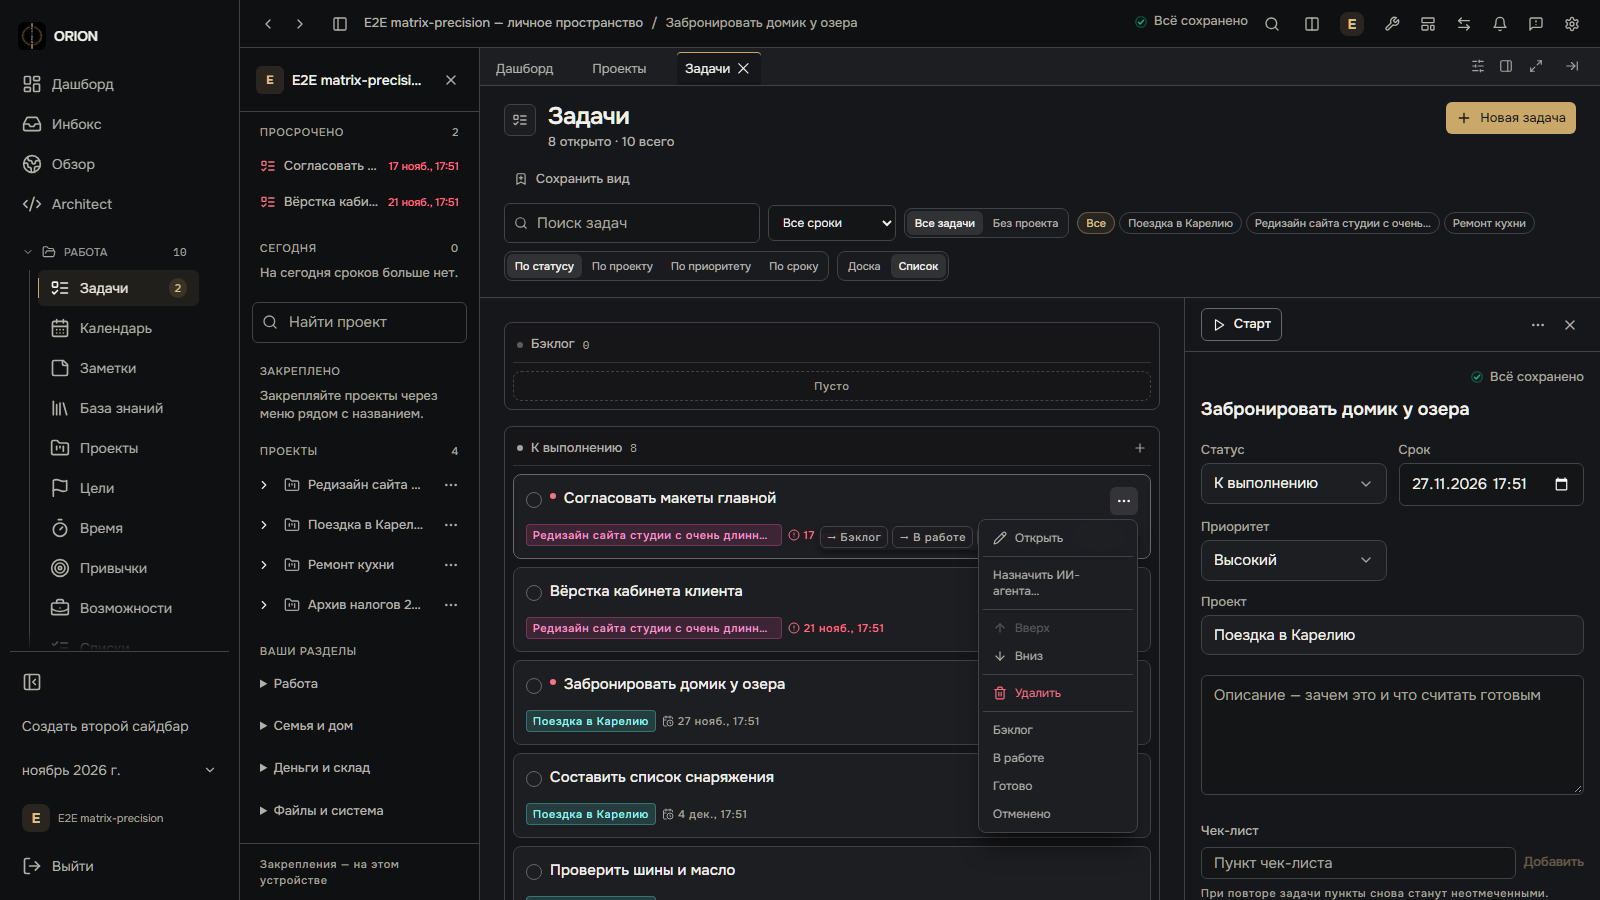 ORION
Дашборд
Инбокс
Обзор
Architect
РАБОТА 10
Задачи 2
Календарь
Заметки
База знаний
Проекты
Цели
Время
Привычки
Возможности
Списки
Создать второй сайдбар
ноябрь 2026 г.
E E2E matrix-precision
Выйти
E2E matrix-precision — личное пространство / Забронировать домик у озера
Всё сохранено
E
E E2E matrix-precisi...
ПРОСРОЧЕНО 2
Согласовать ... 17 нояб., 17:51
Вёрстка каби... 21 нояб., 17:51
СЕГОДНЯ 0
На сегодня сроков больше нет.
Найти проект
ЗАКРЕПЛЕНО
Закрепляйте проекты через
меню рядом с названием.
ПРОЕКТЫ 4
Редизайн сайта ...
Поездка в Карел...
Ремонт кухни
Архив налогов 2...
ВАШИ РАЗДЕЛЫ
Работа
Семья и дом
Деньги и склад
Файлы и система
Закрепления — на этом
устройстве
Дашборд Проекты Задачи
Задачи
8 открыто · 10 всего
Новая задача
Сохранить вид
Поиск задач
Все сроки
Все задачи Без проекта
Все Поездка в Карелию Редизайн сайта студии с очень... Ремонт кухни
По статусу По проекту По приоритету По сроку
Доска Список
Бэклог 0
Пусто
К выполнению 8
Согласовать макеты главной
Редизайн сайта студии с очень длинн... 17 → Бэклог → В работе
Вёрстка кабинета клиента
Редизайн сайта студии с очень длинн... 21 нояб., 17:51
Забронировать домик у озера
Поездка в Карелию 27 нояб., 17:51
Составить список снаряжения
Поездка в Карелию 4 дек., 17:51
Проверить шины и масло
Открыть
Назначить ИИ-
агента...
Вверх
Вниз
Удалить
Бэклог
В работе
Готово
Отменено
Старт
Всё сохранено
Забронировать домик у озера
Статус Срок
К выполнению 27.11.2026 17:51
Приоритет
Высокий
Проект
Поездка в Карелию
Описание — зачем это и что считать готовым
Чек-лист
Пункт чек-листа Добавить
При повторе задачи пункты снова станут неотмеченными.